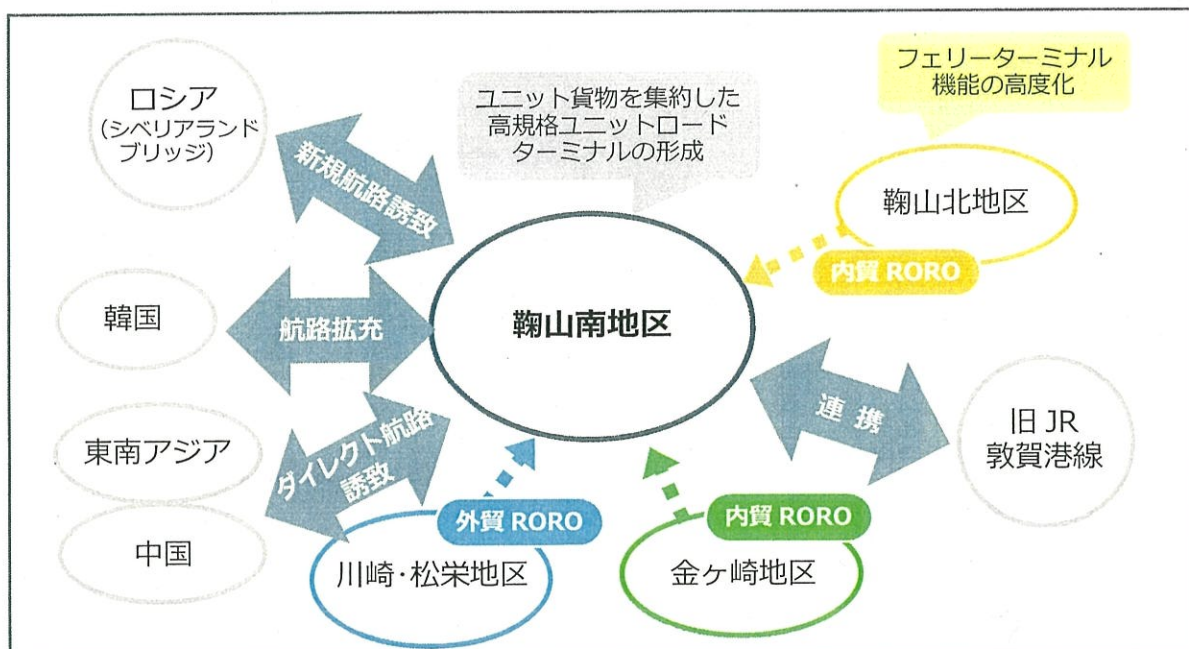 フェリーターミナル
機能の高度化
ユニット貨物を集約した
高規格ユニットロード
ターミナルの形成
ロシア
（シベリアランド
ブリッジ）
新規航路誘致
鞠山北地区
内貿 RORO
韓国
航路拡充
鞠山南地区
連 携
旧 JR
敦賀港線
東南アジア
ダイレクト航路
誘致
中国
外貿 RORO
川崎・松栄地区
内貿 RORO
金ヶ崎地区